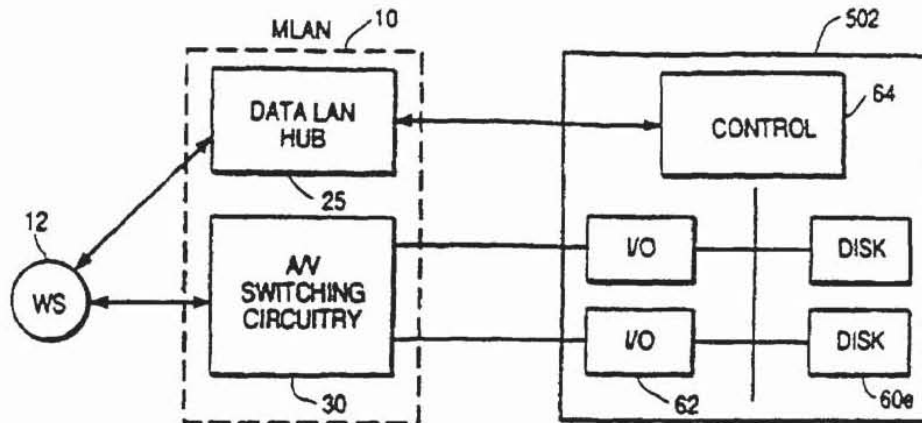 MLAN
10
502
DATA LAN
HUB
25
64
CONTROL
12
WS
A/V
SWITCHING
CIRCUITRY
30
I/O
DISK
I/O
DISK
62
60e